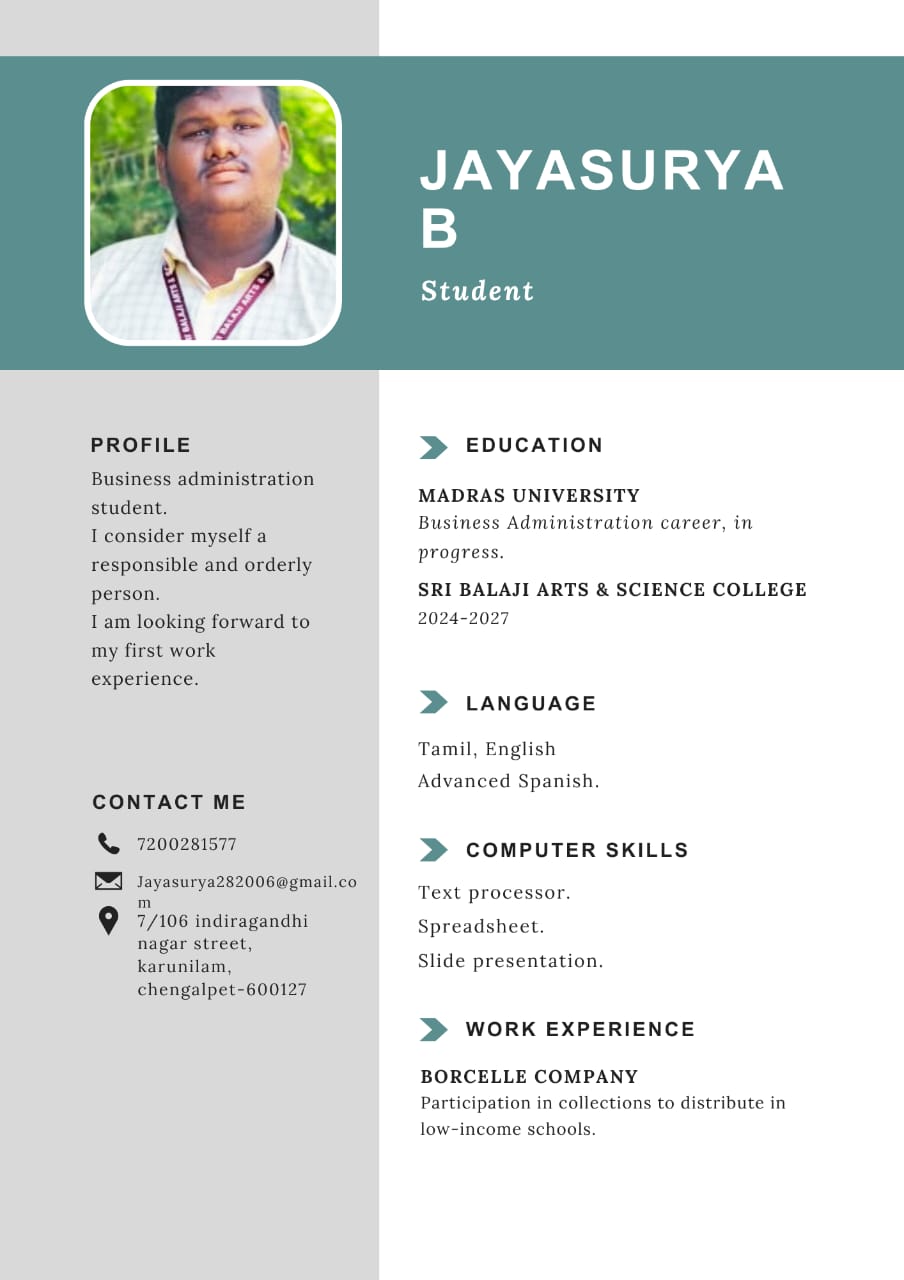 JAYASURYA
B
Student
PROFILE
Business administration
student.
I consider myself a
responsible and orderly
person.
I am looking forward to
my first work
experience.
CONTACT ME
7200281577
Jayasurya282006@gmail.co
m
7/106 indiragandhi
nagar street,
karunilam,
chengalpet-600127
EDUCATION
MADRAS UNIVERSITY
Business Administration career, in
progress.
SRI BALAJI ARTS & SCIENCE COLLEGE
2024-2027
LANGUAGE
Tamil, English
Advanced Spanish.
COMPUTER SKILLS
Text processor.
Spreadsheet.
Slide presentation.
WORK EXPERIENCE
BORCELLE COMPANY
Participation in collections to distribute in
low-income schools.